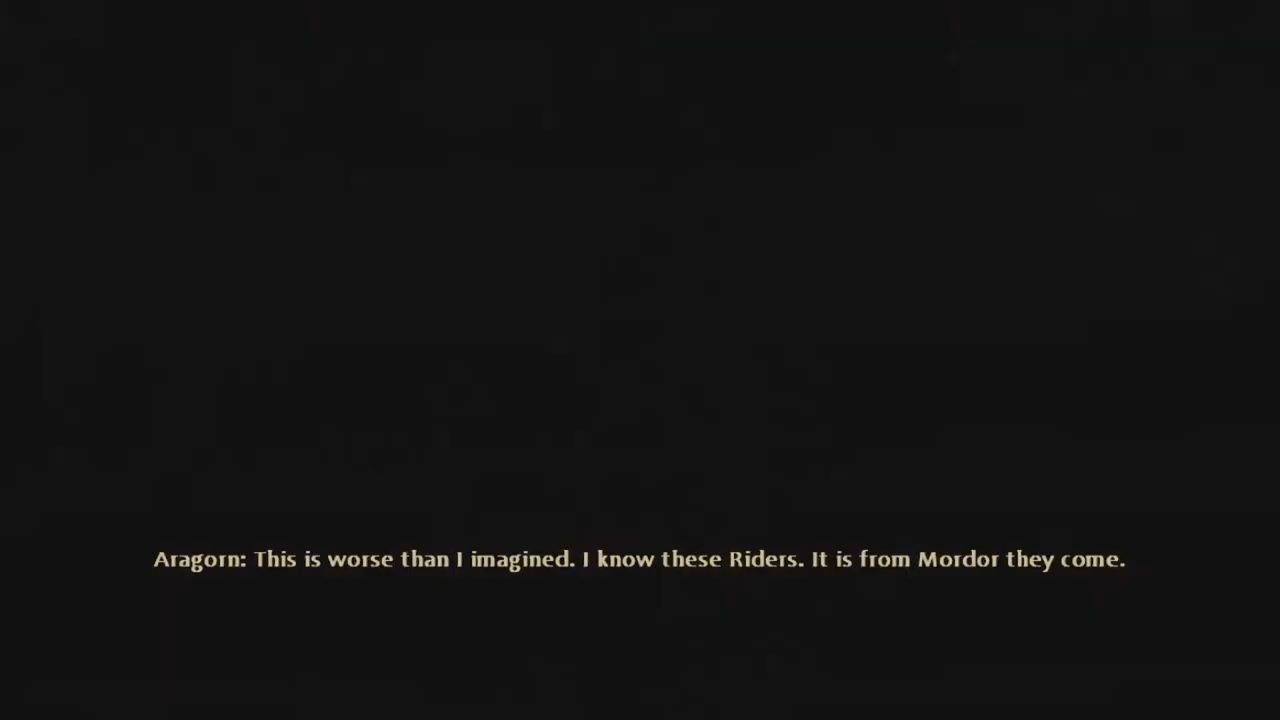 Aragorn: This is worse than I imagined. I know these Riders. It is from Mordor they come.